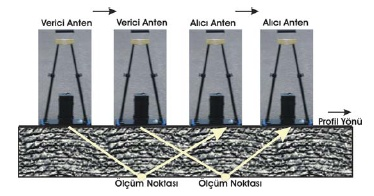 Verici Anten Verici Anten Alıcı Anten Alıcı Anten
Profil Yönü
Ölçüm Noktası Ölçüm Noktası